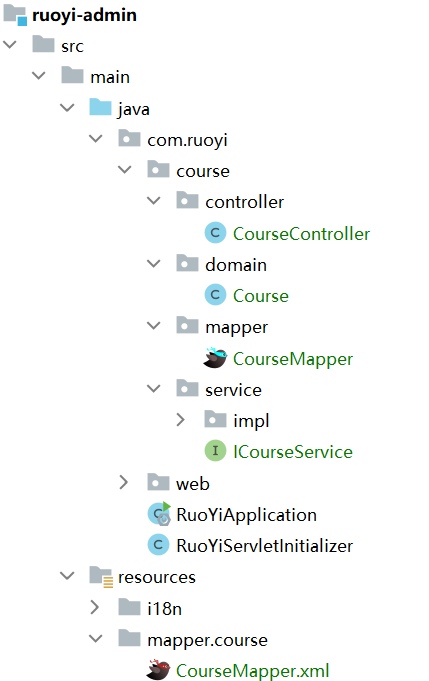 ruoyi-admin
src
main
java
com.ruoyi
course
controller
CourseController
domain
Course
mapper
CourseMapper
service
impl
ICourseService
web
RuoYiApplication
RuoYiServletInitializer
resources
i18n
mapper.course
CourseMapper.xml